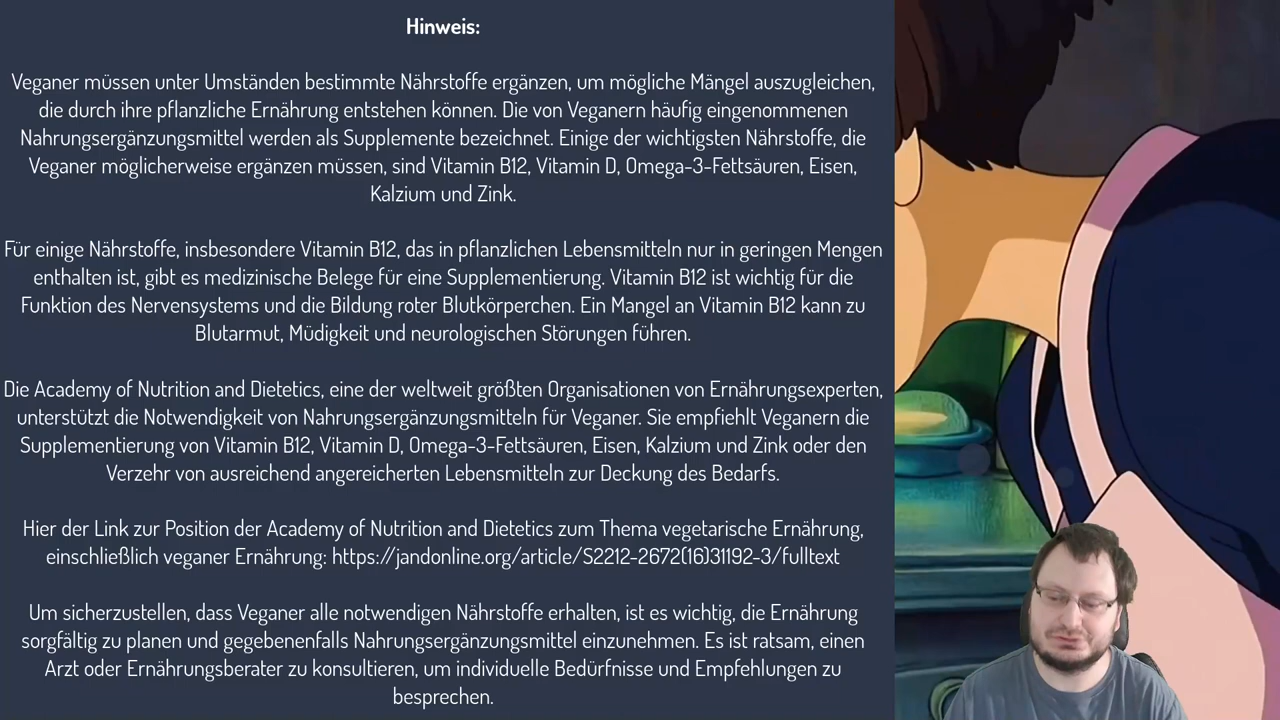 Hinweis:
Veganer müssen unter Umständen bestimmte Nährstoffe ergänzen, um mögliche Mängel auszugleichen,
die durch ihre pflanzliche Ernährung entstehen können. Die von Veganern häufig eingenommenen
Nahrungsergänzungsmittel werden als Supplemente bezeichnet. Einige der wichtigsten Nährstoffe, die
Veganer möglicherweise ergänzen müssen, sind Vitamin B12, Vitamin D, Omega-3-Fettsäuren, Eisen,
Kalzium und Zink.
Für einige Nährstoffe, insbesondere Vitamin B12, das in pflanzlichen Lebensmitteln nur in geringen Mengen
enthalten ist, gibt es medizinische Belege für eine Supplementierung. Vitamin B12 ist wichtig für die
Funktion des Nervensystems und die Bildung roter Blutkörperchen. Ein Mangel an Vitamin B12 kann zu
Blutarmut, Müdigkeit und neurologischen Störungen führen.
Die Academy of Nutrition and Dietetics, eine der weltweit größten Organisationen von Ernährungsexperten,
unterstützt die Notwendigkeit von Nahrungsergänzungsmitteln für Veganer. Sie empfiehlt Veganern die
Supplementierung von Vitamin B12, Vitamin D, Omega-3-Fettsäuren, Eisen, Kalzium und Zink oder den
Verzehr von ausreichend angereicherten Lebensmitteln zur Deckung des Bedarfs.
Hier der Link zur Position der Academy of Nutrition and Dietetics zum Thema vegetarische Ernährung,
einschließlich veganer Ernährung: https://jandonline.org/article/S2212-2672(16)31192-3/fulltext
Um sicherzustellen, dass Veganer alle notwendigen Nährstoffe erhalten, ist es wichtig, die Ernährung
sorgfältig zu planen und gegebenenfalls Nahrungsergänzungsmittel einzunehmen. Es ist ratsam, einen
Arzt oder Ernährungsberater zu konsultieren, um individuelle Bedürfnisse und Empfehlungen zu
besprechen.